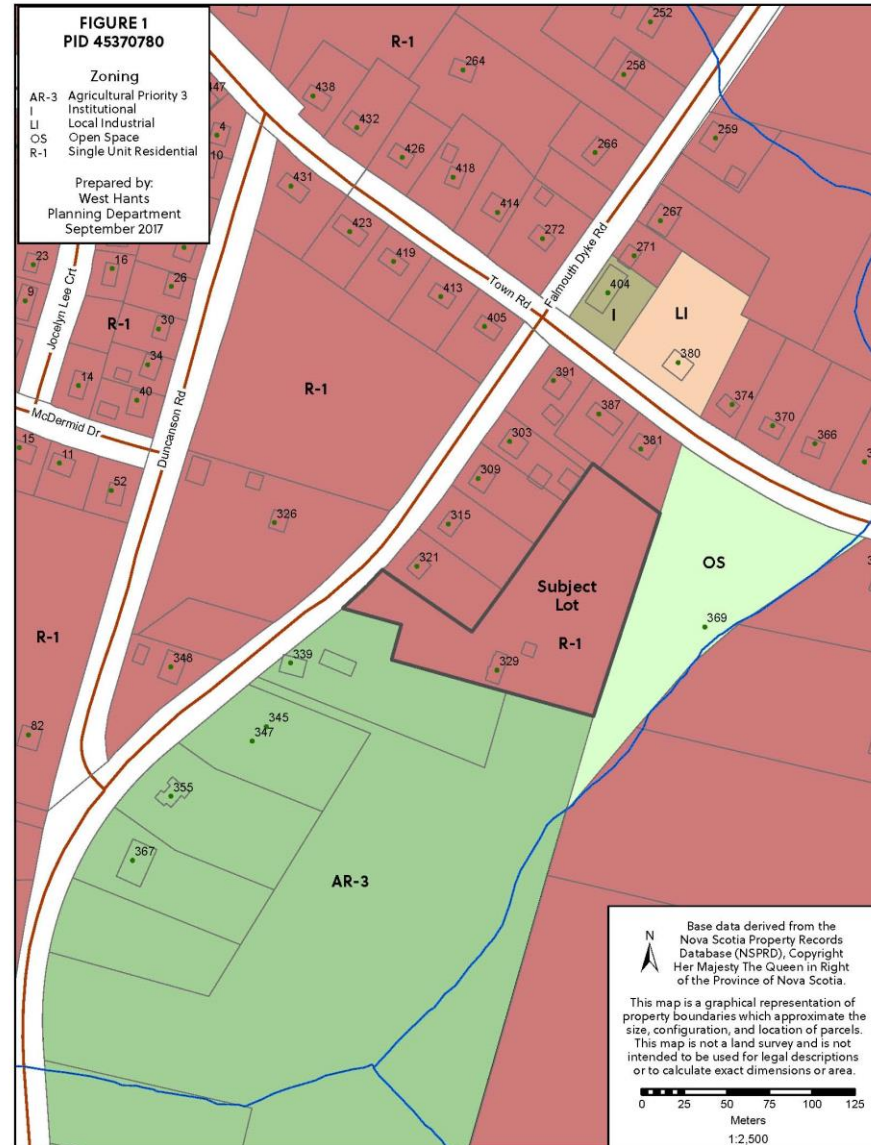 FIGURE 1
PID 45370780
Zoning
AR-3 Agricultural Priority 3
I Institutional
LI Local Industrial
OS Open Space
R-1 Single Unit Residential
Prepared by:
West Hants
Planning Department
September 2017
R-1
252
264
258
438
447
432
4
426
266
259
10
418
431
414
423
272
267
419
271
Falmouth Dyke Rd
404
413
Town Rd
I
LI
405
380
23
16
26
9
Jocelyn Lee Crt
R-1
30
34
14
40
R-1
391
387
374
370
366
McDermid Dr
Duncanson Rd
303
381
15
11
52
309
326
315
321
OS
Subject
Lot
R-1
369
R-1
348
339
329
82
345
347
355
367
AR-3
N
Base data derived from the
Nova Scotia Property Records
Database (NSPRD), Copyright
Her Majesty The Queen in Right
of the Province of Nova Scotia.
This map is a graphical representation of
property boundaries which approximate the
size, configuration, and location of parcels.
This map is not a land survey and is not
intended to be used for legal descriptions
or to calculate exact dimensions or area.
0 25 50 75 100 125
Meters
1:2,500